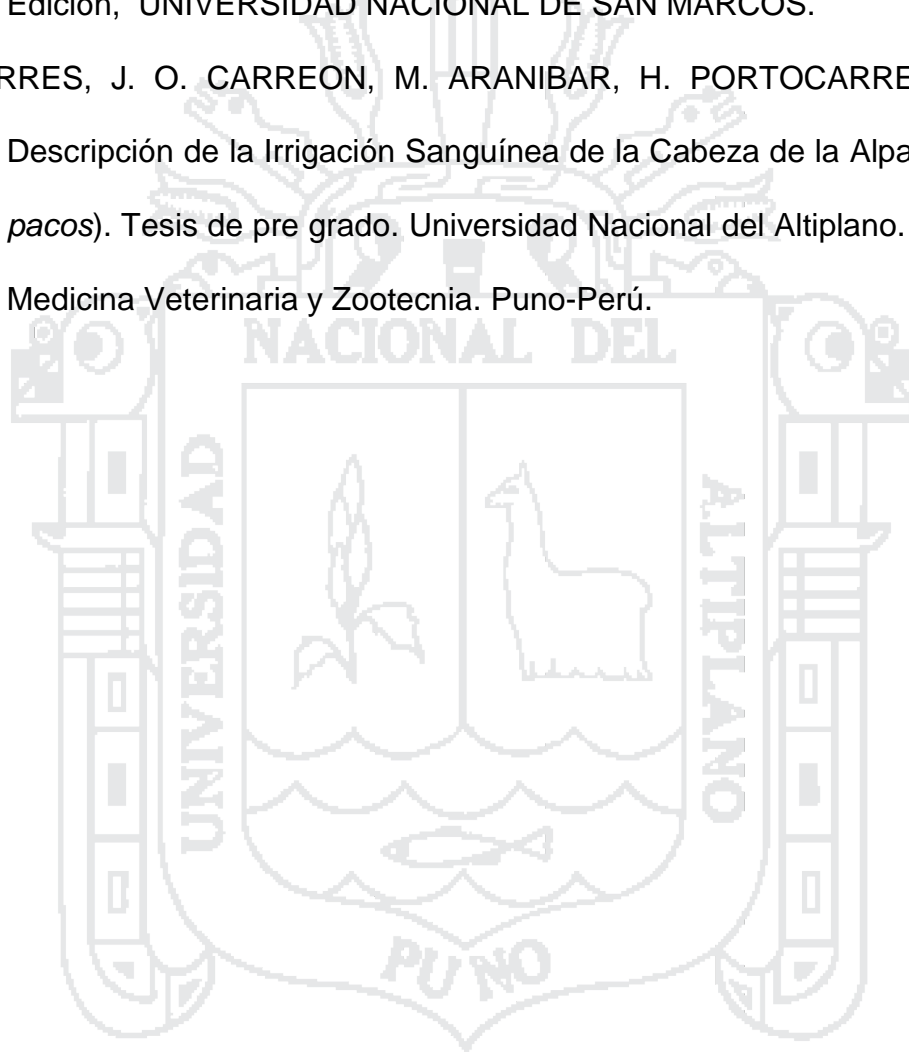 Edición, UNIVERSIDAD NACIONAL DE SAN MARCOS.
RRES, J. O. CARREON, M. ARANIBAR, H. PORTOCARRE
Descripción de la Irrigación Sanguínea de la Cabeza de la Alpa
pacos). Tesis de pre grado. Universidad Nacional del Altiplano.
Medicina Veterinaria y Zootecnia. Puno-Perú.
NACIONAL DEL
UNIVERSIDAD
ALTIPLANO
PUNO